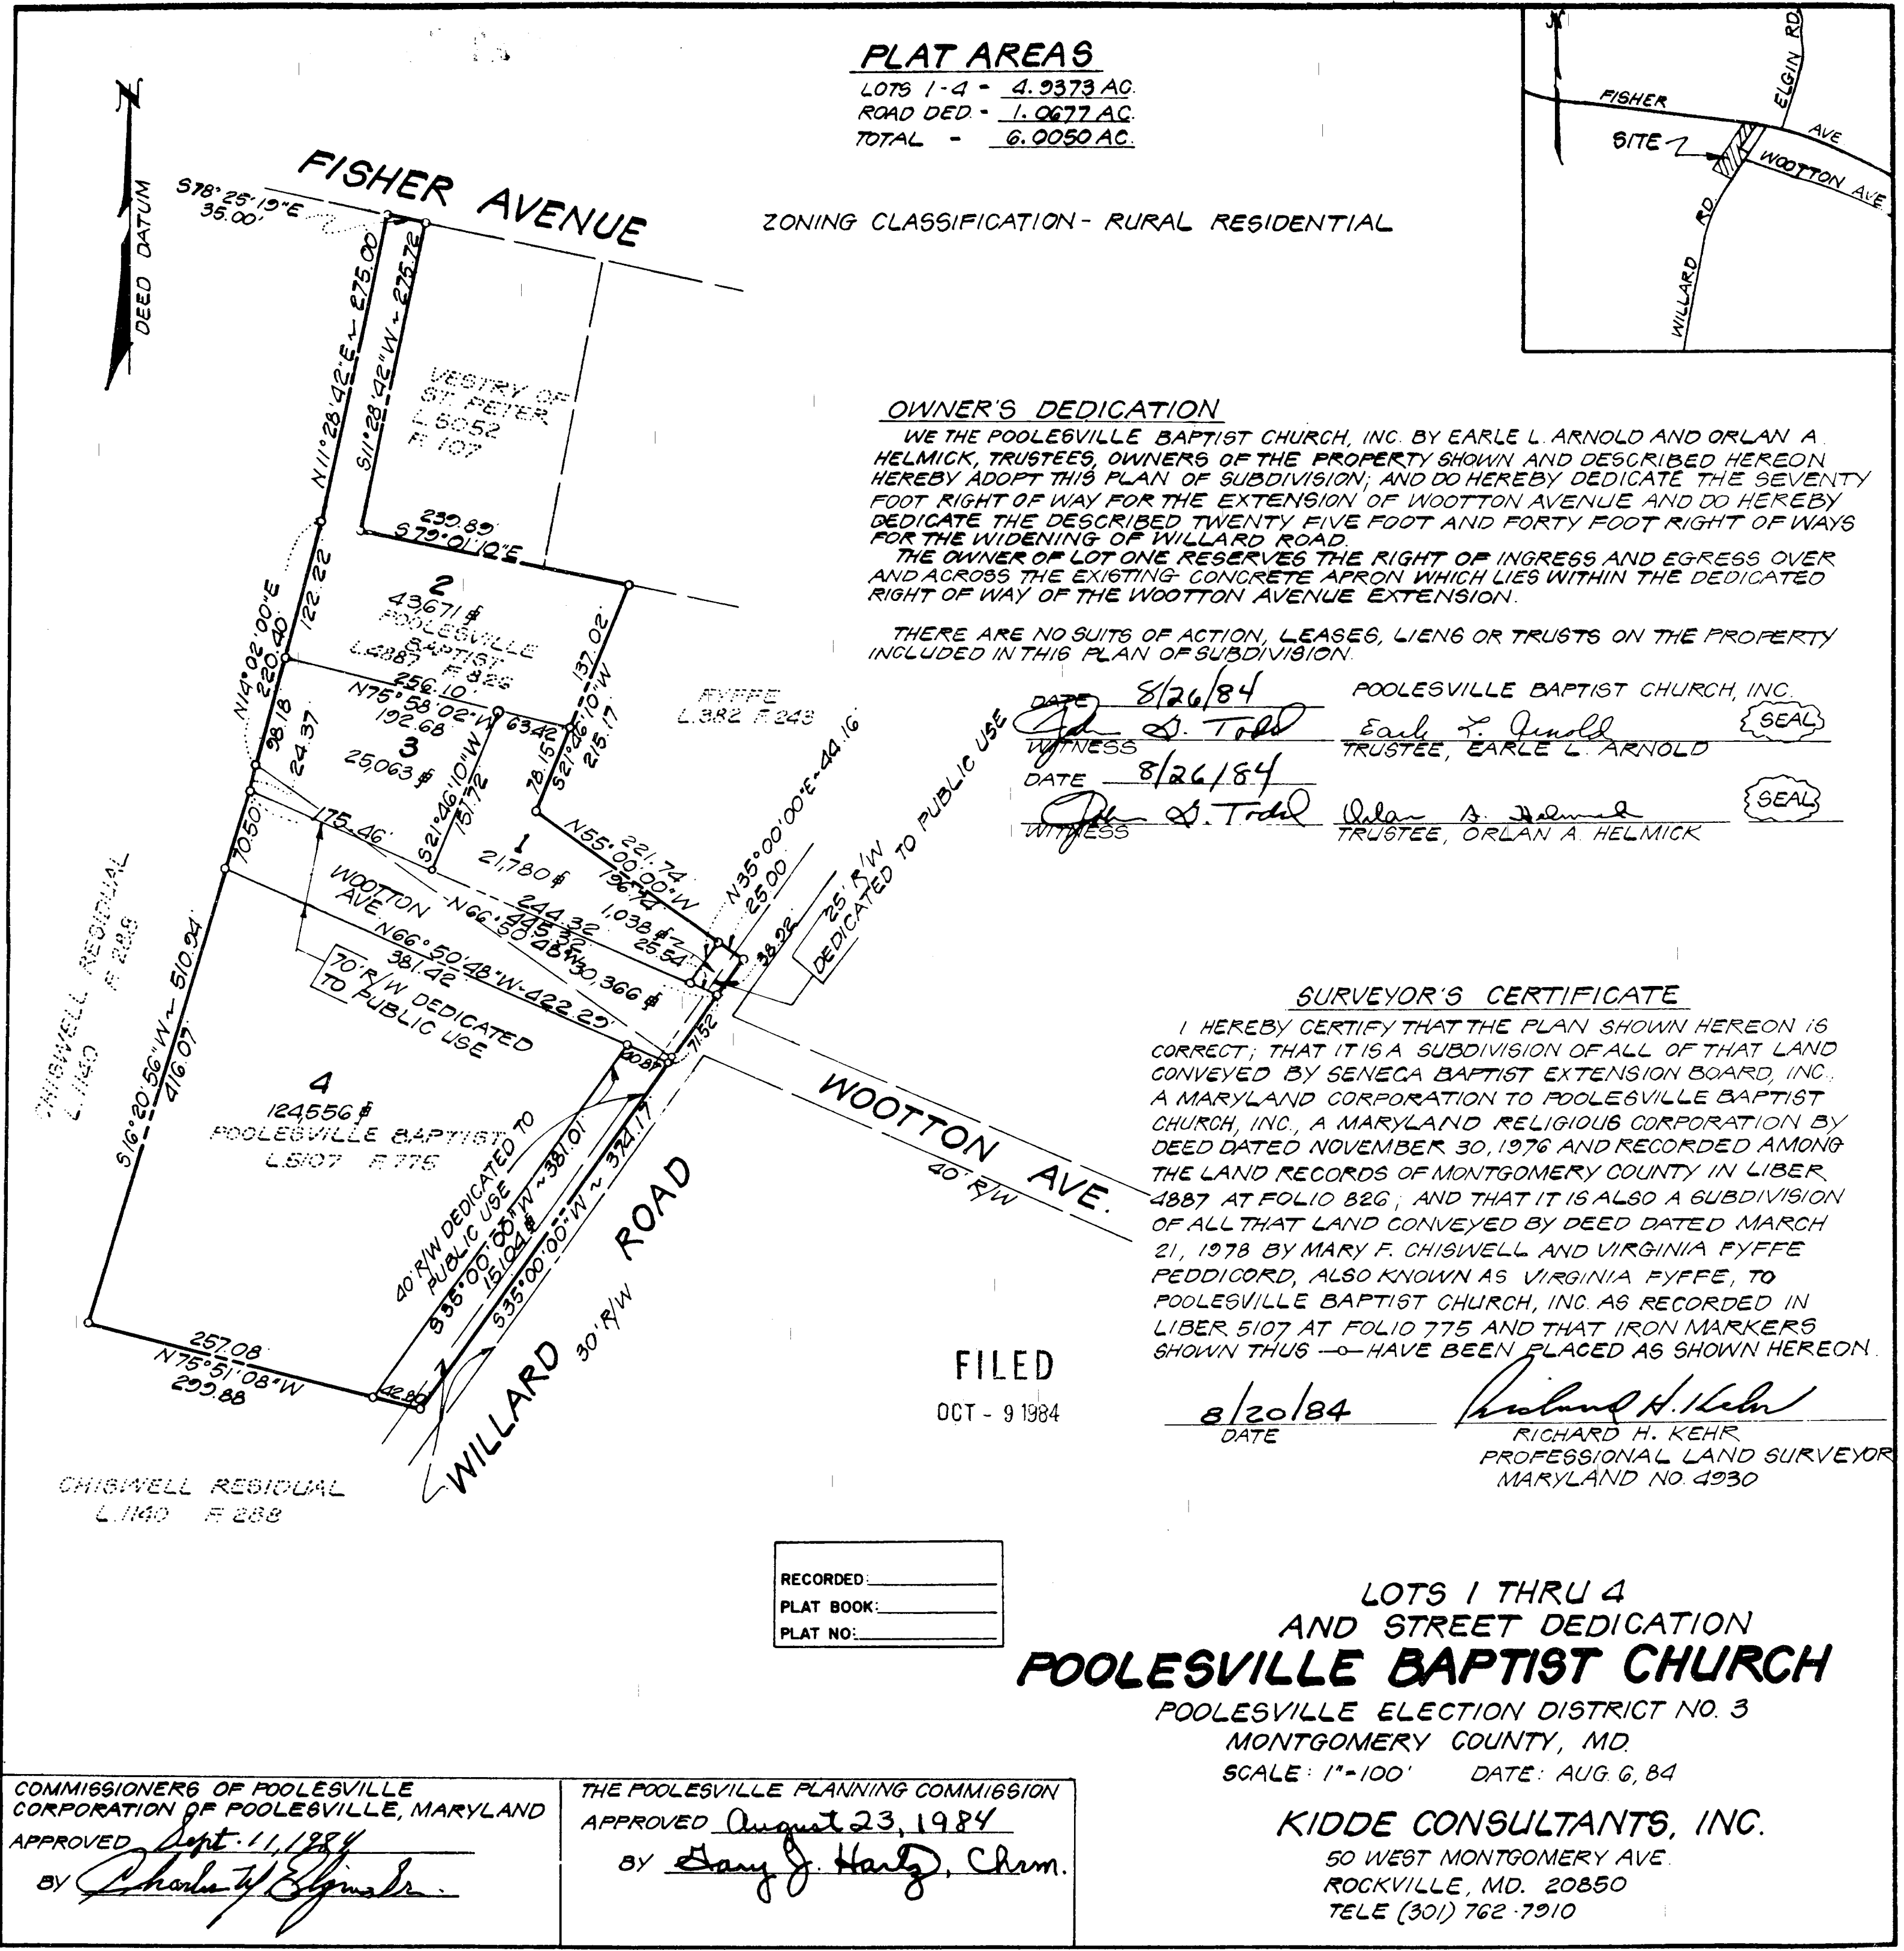 PLAT AREAS
LOTS 1-4 - 4.9373 AC.
ROAD DED. - 1.0677 AC.
TOTAL - 6.0050 AC.
ZONING CLASSIFICATION - RURAL RESIDENTIAL
FISHER
AVE
ELGIN RD.
SITE
WOOTTON AVE.
WILLARD RD.
DEED DATUM
FISHER AVENUE
S78°25'19"E
35.00'
N11°28'42"E ~ 275.00'
S11°28'42"W ~ 275.72'
VESTRY OF
ST. PETER
L.5052
F. 107
239.89'
S79°01'10"E
N14°02'00"E
220.40'
122.22
98.18
24.37
70.50
2
43,671
POOLESVILLE
BAPTIST
L.4887 F. 826
256.10'
N75°58'02"W
192.68'
63.42
3
25,063
S21°46'10"W
151.72
137.02'
78.15
S21°46'10"W
215.17'
FYFFE
L.382 F.243
175.46'
1
21,780
221.74'
N55°00'00"W
196.74'
N35°00'00"E ~ 44.16'
25.00
38.22
25' R/W
DEDICATED TO PUBLIC USE
WOOTTON
AVE.
244.32
445.32
N66°50'48"W
1,038
25.54
30,366
N66°50'48"W ~ 422.29'
381.42
40.87
71.52
70' R/W DEDICATED
TO PUBLIC USE
CHISWELL RESIDUAL
L.1140 F. 288
S16°20'56"W ~ 510.94'
416.07'
4
124,556
POOLESVILLE BAPTIST
L.5107 F.775
40' R/W DEDICATED TO
PUBLIC USE
S35°00'00"W ~ 381.01'
15,104
S35°00'00"W ~ 374.17'
WILLARD ROAD
30' R/W
WOOTTON AVE.
40' R/W
257.08'
N75°51'08"W
299.88
42.80
CHISWELL RESIDUAL
L.1140 F. 288
OWNER'S DEDICATION
WE THE POOLESVILLE BAPTIST CHURCH, INC. BY EARLE L. ARNOLD AND ORLAN A.
HELMICK, TRUSTEES, OWNERS OF THE PROPERTY SHOWN AND DESCRIBED HEREON
HEREBY ADOPT THIS PLAN OF SUBDIVISION; AND DO HEREBY DEDICATE THE SEVENTY
FOOT RIGHT OF WAY FOR THE EXTENSION OF WOOTTON AVENUE AND DO HEREBY
DEDICATE THE DESCRIBED TWENTY FIVE FOOT AND FORTY FOOT RIGHT OF WAYS
FOR THE WIDENING OF WILLARD ROAD.
THE OWNER OF LOT ONE RESERVES THE RIGHT OF INGRESS AND EGRESS OVER
AND ACROSS THE EXISTING CONCRETE APRON WHICH LIES WITHIN THE DEDICATED
RIGHT OF WAY OF THE WOOTTON AVENUE EXTENSION.
THERE ARE NO SUITS OF ACTION, LEASES, LIENS OR TRUSTS ON THE PROPERTY
INCLUDED IN THIS PLAN OF SUBDIVISION.
DATE 8/26/84 POOLESVILLE BAPTIST CHURCH, INC.
John G. Todd Earle L. Arnold SEAL
WITNESS TRUSTEE, EARLE L. ARNOLD
DATE 8/26/84
John G. Todd Orlan A. Helmick SEAL
WITNESS TRUSTEE, ORLAN A. HELMICK
SURVEYOR'S CERTIFICATE
I HEREBY CERTIFY THAT THE PLAN SHOWN HEREON IS
CORRECT; THAT IT IS A SUBDIVISION OF ALL OF THAT LAND
CONVEYED BY SENECA BAPTIST EXTENSION BOARD, INC.,
A MARYLAND CORPORATION TO POOLESVILLE BAPTIST
CHURCH, INC., A MARYLAND RELIGIOUS CORPORATION BY
DEED DATED NOVEMBER 30, 1976 AND RECORDED AMONG
THE LAND RECORDS OF MONTGOMERY COUNTY IN LIBER
4887 AT FOLIO 826; AND THAT IT IS ALSO A SUBDIVISION
OF ALL THAT LAND CONVEYED BY DEED DATED MARCH
21, 1978 BY MARY F. CHISWELL AND VIRGINIA FYFFE
PEDDICORD, ALSO KNOWN AS VIRGINIA FYFFE, TO
POOLESVILLE BAPTIST CHURCH, INC. AS RECORDED IN
LIBER 5107 AT FOLIO 775 AND THAT IRON MARKERS
SHOWN THUS —o— HAVE BEEN PLACED AS SHOWN HEREON.
8/20/84 Richard H. Kehr
DATE RICHARD H. KEHR
PROFESSIONAL LAND SURVEYOR
MARYLAND NO. 4930
FILED
OCT - 9 1984
RECORDED:
PLAT BOOK:
PLAT NO:
LOTS 1 THRU 4
AND STREET DEDICATION
POOLESVILLE BAPTIST CHURCH
POOLESVILLE ELECTION DISTRICT NO. 3
MONTGOMERY COUNTY, MD.
SCALE: 1"=100' DATE: AUG. 6, 84
KIDDE CONSULTANTS, INC.
50 WEST MONTGOMERY AVE.
ROCKVILLE, MD. 20850
TELE (301) 762-7910
COMMISSIONERS OF POOLESVILLE
CORPORATION OF POOLESVILLE, MARYLAND
APPROVED Sept. 11, 1984
BY Charles W. Elgin Sr.
THE POOLESVILLE PLANNING COMMISSION
APPROVED August 23, 1984
BY Gary J. Hartz, Chrm.